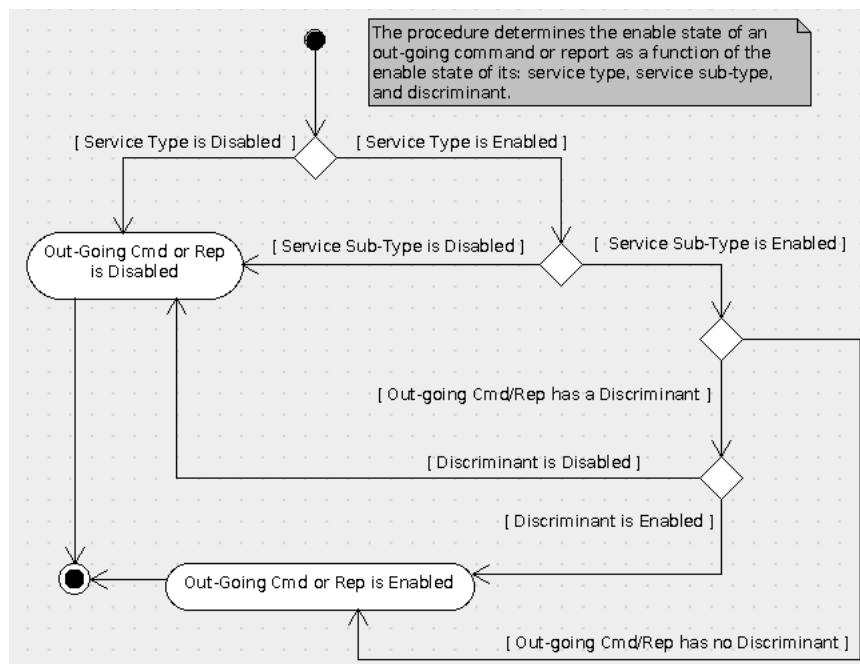 The procedure determines the enable state of an
out-going command or report as a function of the
enable state of its: service type, service sub-type,
and discriminant.
[ Service Type is Disabled ]
[ Service Type is Enabled ]
Out-Going Cmd or Rep
is Disabled
[ Service Sub-Type is Disabled ]
[ Service Sub-Type is Enabled ]
[ Out-going Cmd/Rep has a Discriminant ]
[ Discriminant is Disabled ]
[ Discriminant is Enabled ]
Out-Going Cmd or Rep is Enabled
[ Out-going Cmd/Rep has no Discriminant ]